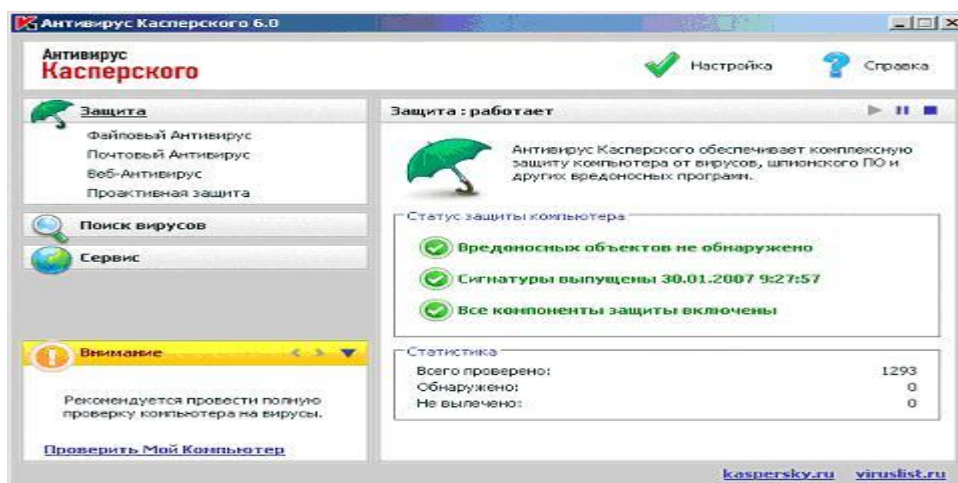 Антивирус Касперского 6.0
Антивирус
Касперского
Настройка
Справка
Защита
Файловый Антивирус
Почтовый Антивирус
Веб-Антивирус
Проактивная защита
Поиск вирусов
Сервис
Внимание
Рекомендуется провести полную
проверку компьютера на вирусы.
Проверить Мой Компьютер
Защита : работает
Антивирус Касперского обеспечивает комплексную
защиту компьютера от вирусов, шпионского ПО и
других вредоносных программ.
Статус защиты компьютера
Вредоносных объектов не обнаружено
Сигнатуры выпущены 30.01.2007 9:27:57
Все компоненты защиты включены
Статистика
Всего проверено: 1293
Обнаружено: 0
Не вылечено: 0
kaspersky.ru viruslist.ru